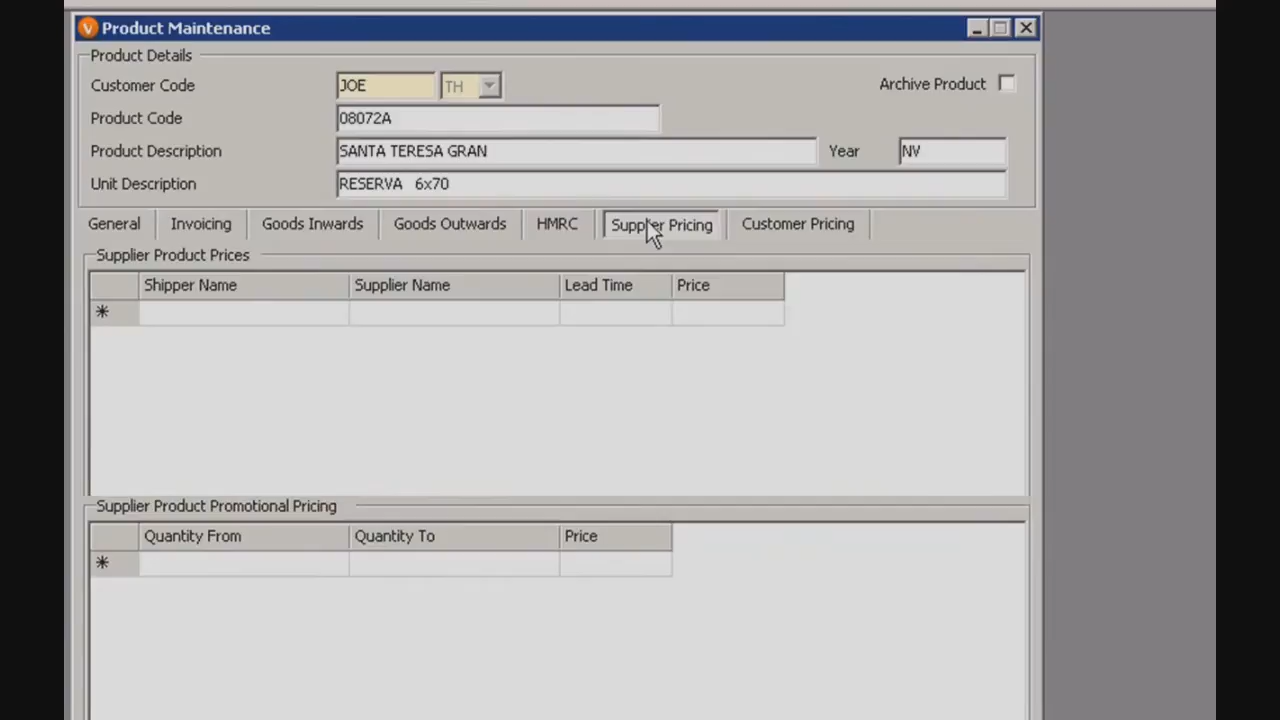 Product Maintenance
Product Details
Customer Code JOE TH Archive Product
Product Code 08072A
Product Description SANTA TERESA GRAN Year NV
Unit Description RESERVA 6x70
General Invoicing Goods Inwards Goods Outwards HMRC Supplier Pricing Customer Pricing
Supplier Product Prices
Shipper Name Supplier Name Lead Time Price
*
Supplier Product Promotional Pricing
Quantity From Quantity To Price
*